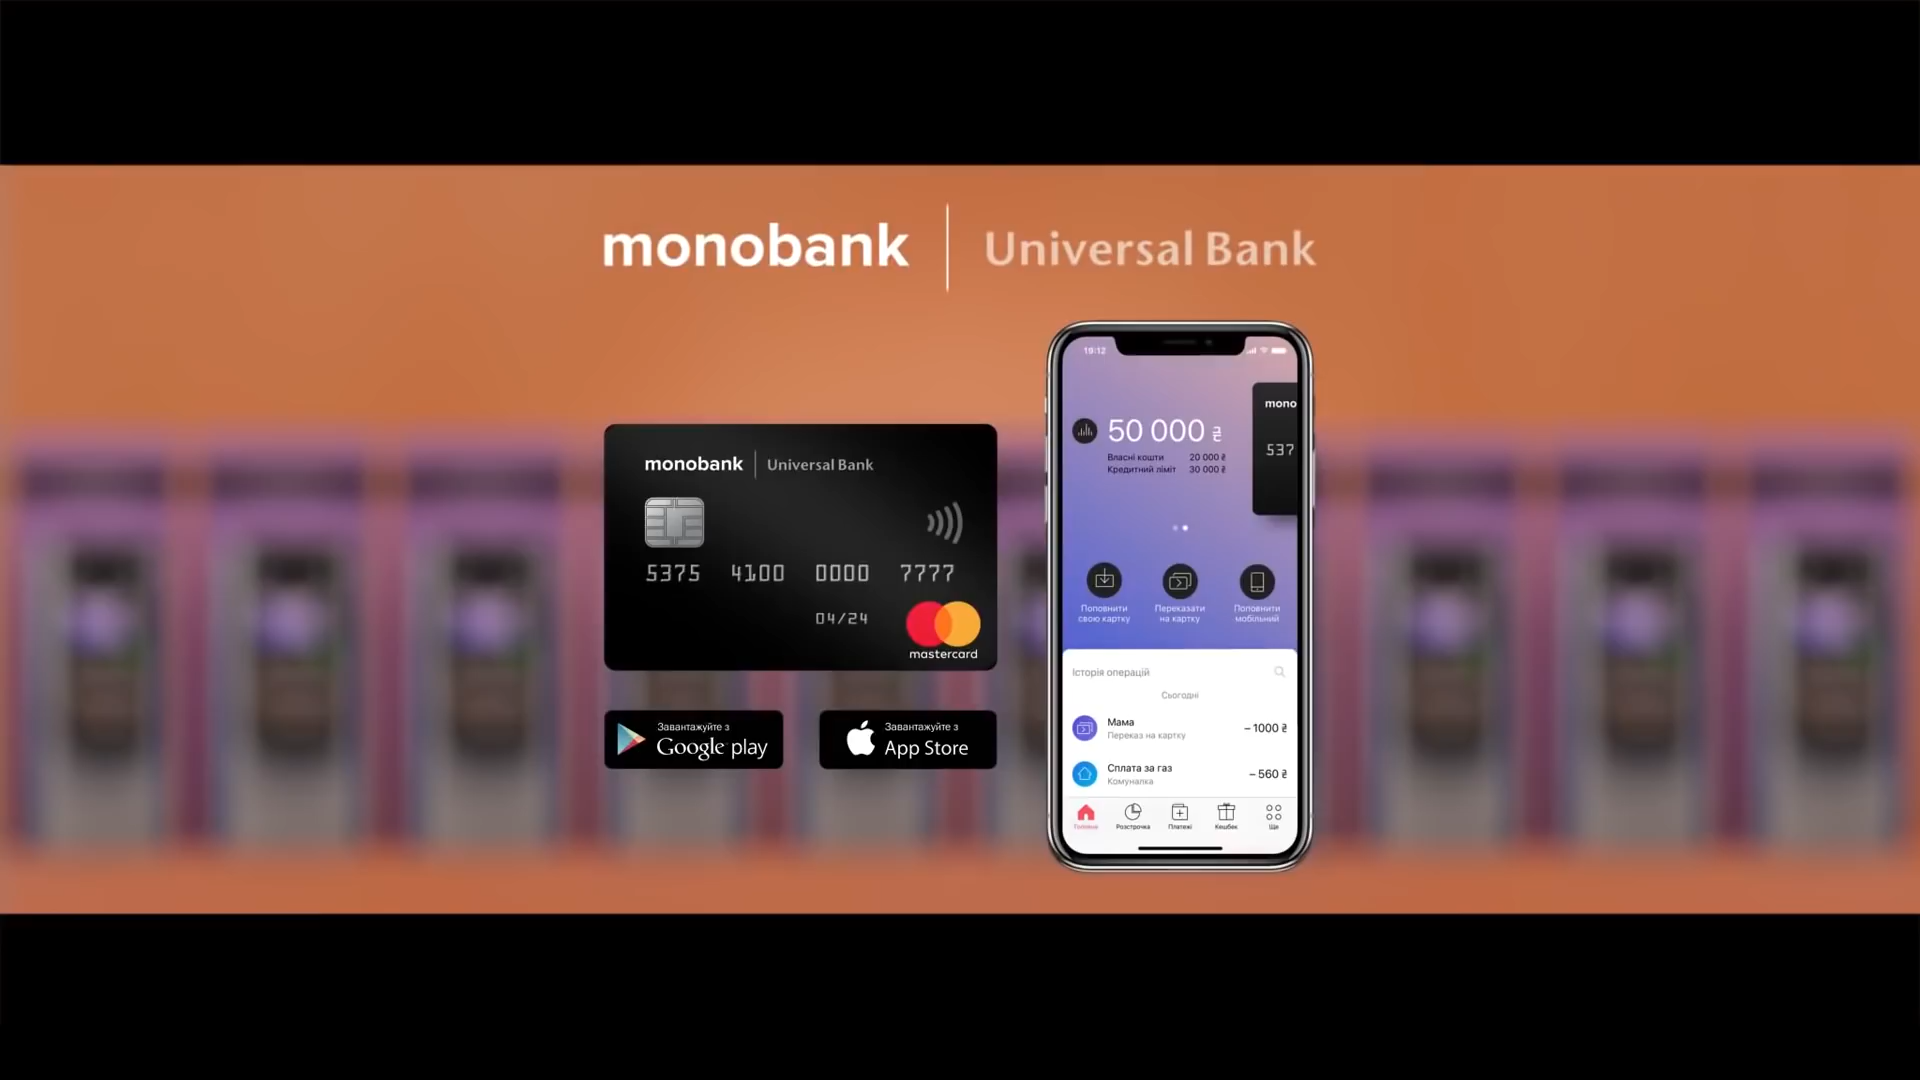 monobank | Universal Bank
monobank | Universal Bank
5375 4100 0000 7777
04/24
mastercard
Завантажуйте з
Google play
Завантажуйте з
App Store
19:12
mono
537
50 000 ₴
Власні кошти 20 000 ₴
Кредитний ліміт 30 000 ₴
Поповнити
свою картку
Переказати
на картку
Поповнити
мобільний
Історія операцій
Сьогодні
Мама
Переказ на картку
– 1000 ₴
Сплата за газ
Комуналка
– 560 ₴
Головна
Розстрочка
Платежі
Кешбек
Ще